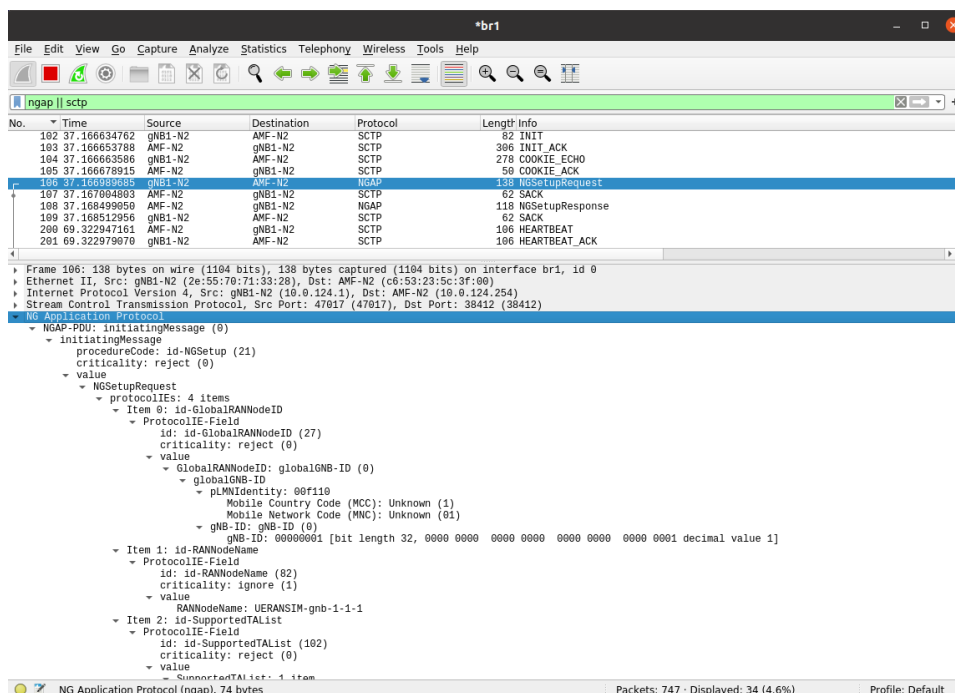 *br1
File Edit View Go Capture Analyze Statistics Telephony Wireless Tools Help
ngap || sctp
No. Time Source Destination Protocol Length Info
102 37.166634762 gNB1-N2 AMF-N2 SCTP 82 INIT
103 37.166653788 AMF-N2 gNB1-N2 SCTP 306 INIT_ACK
104 37.166663586 gNB1-N2 AMF-N2 SCTP 278 COOKIE_ECHO
105 37.166678915 AMF-N2 gNB1-N2 SCTP 50 COOKIE_ACK
106 37.166989685 gNB1-N2 AMF-N2 NGAP 138 NGSetupRequest
107 37.167004803 AMF-N2 gNB1-N2 SCTP 62 SACK
108 37.168499050 AMF-N2 gNB1-N2 NGAP 118 NGSetupResponse
109 37.168512956 gNB1-N2 AMF-N2 SCTP 62 SACK
200 69.322947161 AMF-N2 gNB1-N2 SCTP 106 HEARTBEAT
201 69.322979070 gNB1-N2 AMF-N2 SCTP 106 HEARTBEAT_ACK
Frame 106: 138 bytes on wire (1104 bits), 138 bytes captured (1104 bits) on interface br1, id 0
Ethernet II, Src: gNB1-N2 (2e:55:70:71:33:28), Dst: AMF-N2 (c6:53:23:5c:3f:00)
Internet Protocol Version 4, Src: gNB1-N2 (10.0.124.1), Dst: AMF-N2 (10.0.124.254)
Stream Control Transmission Protocol, Src Port: 47017 (47017), Dst Port: 38412 (38412)
NG Application Protocol
NGAP-PDU: initiatingMessage (0)
initiatingMessage
procedureCode: id-NGSetup (21)
criticality: reject (0)
value
NGSetupRequest
protocolIEs: 4 items
Item 0: id-GlobalRANNodeID
ProtocolIE-Field
id: id-GlobalRANNodeID (27)
criticality: reject (0)
value
GlobalRANNodeID: globalGNB-ID (0)
globalGNB-ID
pLMNIdentity: 00f110
Mobile Country Code (MCC): Unknown (1)
Mobile Network Code (MNC): Unknown (01)
gNB-ID: gNB-ID (0)
gNB-ID: 00000001 [bit length 32, 0000 0000 0000 0000 0000 0000 0000 0001 decimal value 1]
Item 1: id-RANNodeName
ProtocolIE-Field
id: id-RANNodeName (82)
criticality: ignore (1)
value
RANNodeName: UERANSIM-gnb-1-1-1
Item 2: id-SupportedTAList
ProtocolIE-Field
id: id-SupportedTAList (102)
criticality: reject (0)
value
SupportedTAList: 1 item
NG Application Protocol (ngap), 74 bytes Packets: 747 · Displayed: 34 (4.6%) Profile: Default